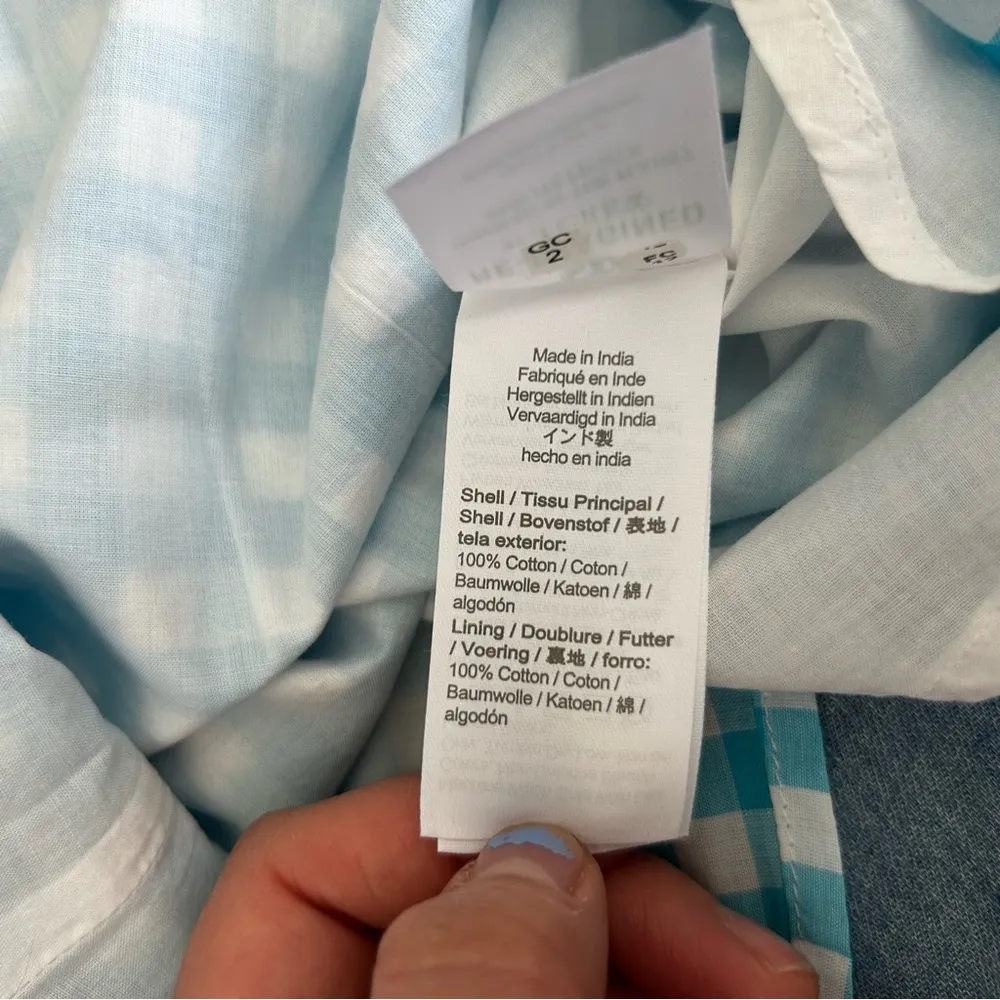 GC
2
Made in India
Fabriqué en Inde
Hergestellt in Indien
Vervaardigd in India
インド製
hecho en india
Shell / Tissu Principal /
Shell / Bovenstof / 表地 /
tela exterior:
100% Cotton / Coton /
Baumwolle / Katoen / 綿 /
algodón
Lining / Doublure / Futter
/ Voering / 裏地 / forro:
100% Cotton / Coton /
Baumwolle / Katoen / 綿 /
algodón